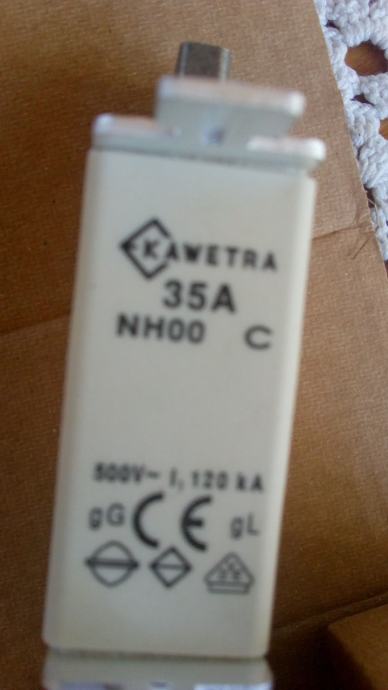 KAWETRA
35A
NH00 C
500V~ I, 120 kA
gG CE gL